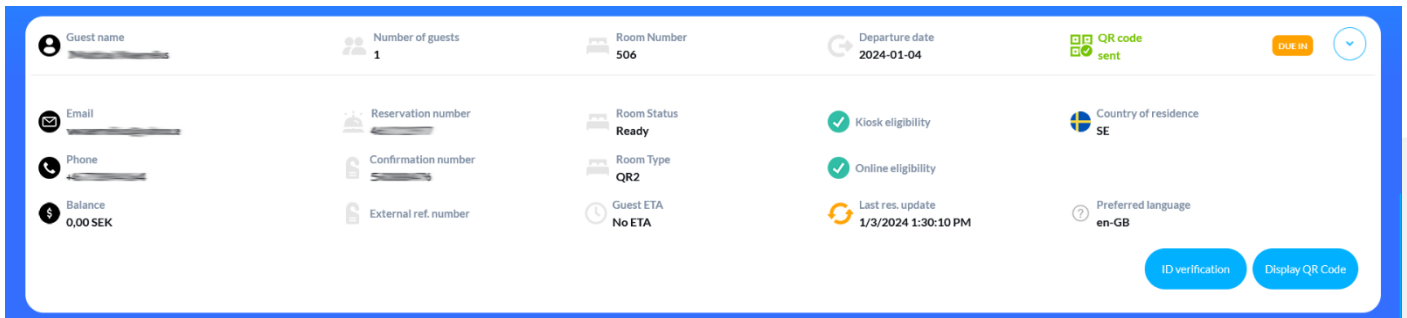 Guest name
Number of guests
1
Room Number
506
Departure date
2024-01-04
QR code
sent
DUE IN
Email
Reservation number
Room Status
Ready
Kiosk eligibility
Country of residence
SE
Phone
Confirmation number
Room Type
QR2
Online eligibility
Balance
0,00 SEK
External ref. number
Guest ETA
No ETA
Last res. update
1/3/2024 1:30:10 PM
Preferred language
en-GB
ID verification
Display QR Code